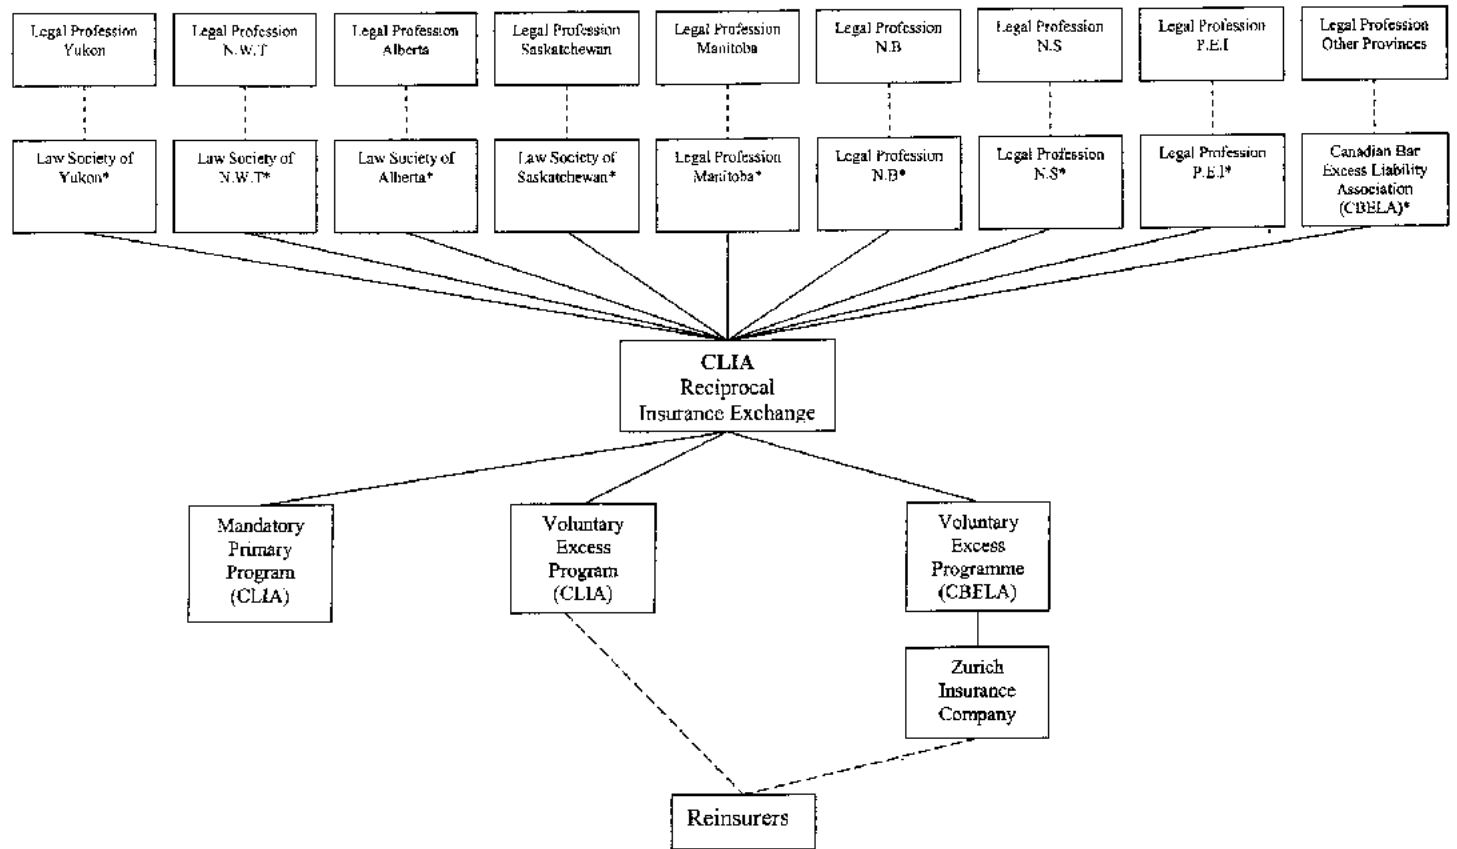 Legal Profession
Yukon
Legal Profession
N.W.T
Legal Profession
Alberta
Legal Profession
Saskatchewan
Legal Profession
Manitoba
Legal Profession
N.B
Legal Profession
N.S
Legal Profession
P.E.I
Legal Profession
Other Provinces
Law Society of
Yukon*
Law Society of
N.W.T*
Law Society of
Alberta*
Law Society of
Saskatchewan*
Legal Profession
Manitoba*
Legal Profession
N.B*
Legal Profession
N.S*
Legal Profession
P.E.I*
Canadian Bar
Excess Liability
Association
(CBELA)*
CLIA
Reciprocal
Insurance Exchange
Mandatory
Primary
Program
(CLIA)
Voluntary
Excess
Program
(CLIA)
Voluntary
Excess
Programme
(CBELA)
Zurich
Insurance
Company
Reinsurers